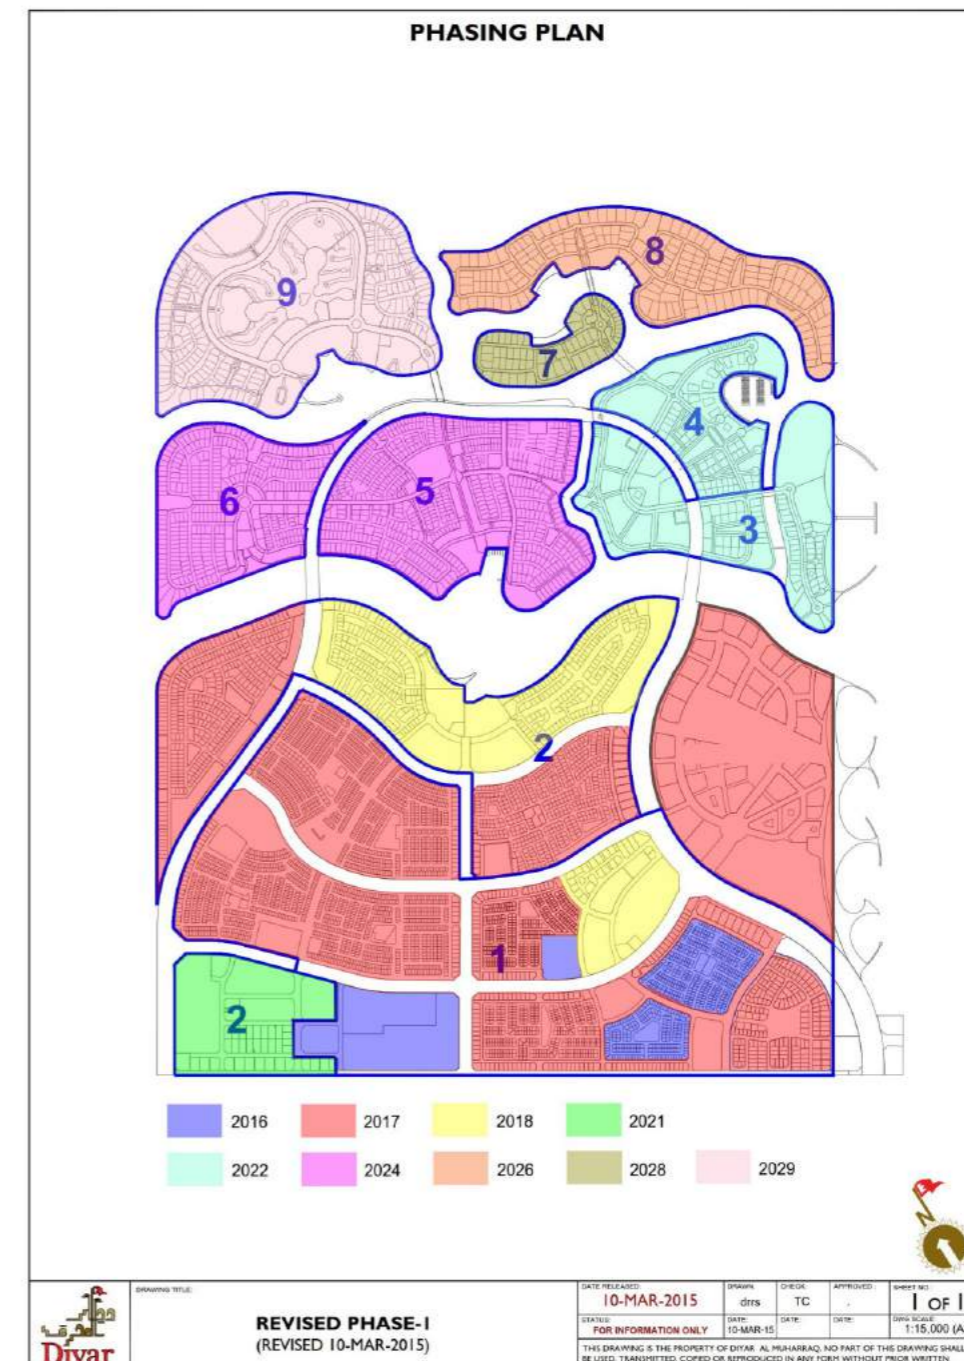 PHASING PLAN
9
8
7
4
5
6
3
2
1
2
2016
2017
2018
2021
2022
2024
2026
2028
2029
N
ديار
المحرق
Diyar
DRAWING TITLE:
REVISED PHASE-I
(REVISED 10-MAR-2015)
DATE RELEASED:
10-MAR-2015
DRAWN:
drrs
CHECK:
TC
APPROVED:
.
SHEET NO:
1 OF 1
STATUS:
FOR INFORMATION ONLY
DATE:
10-MAR-15
DATE:
DATE:
DWG SCALE:
1:15,000 (A
THIS DRAWING IS THE PROPERTY OF DIYAR AL MUHARRAQ. NO PART OF THIS DRAWING SHALL
BE USED, TRANSMITTED, COPIED OR REPRODUCED IN ANY FORM WITHOUT PRIOR WRITTEN